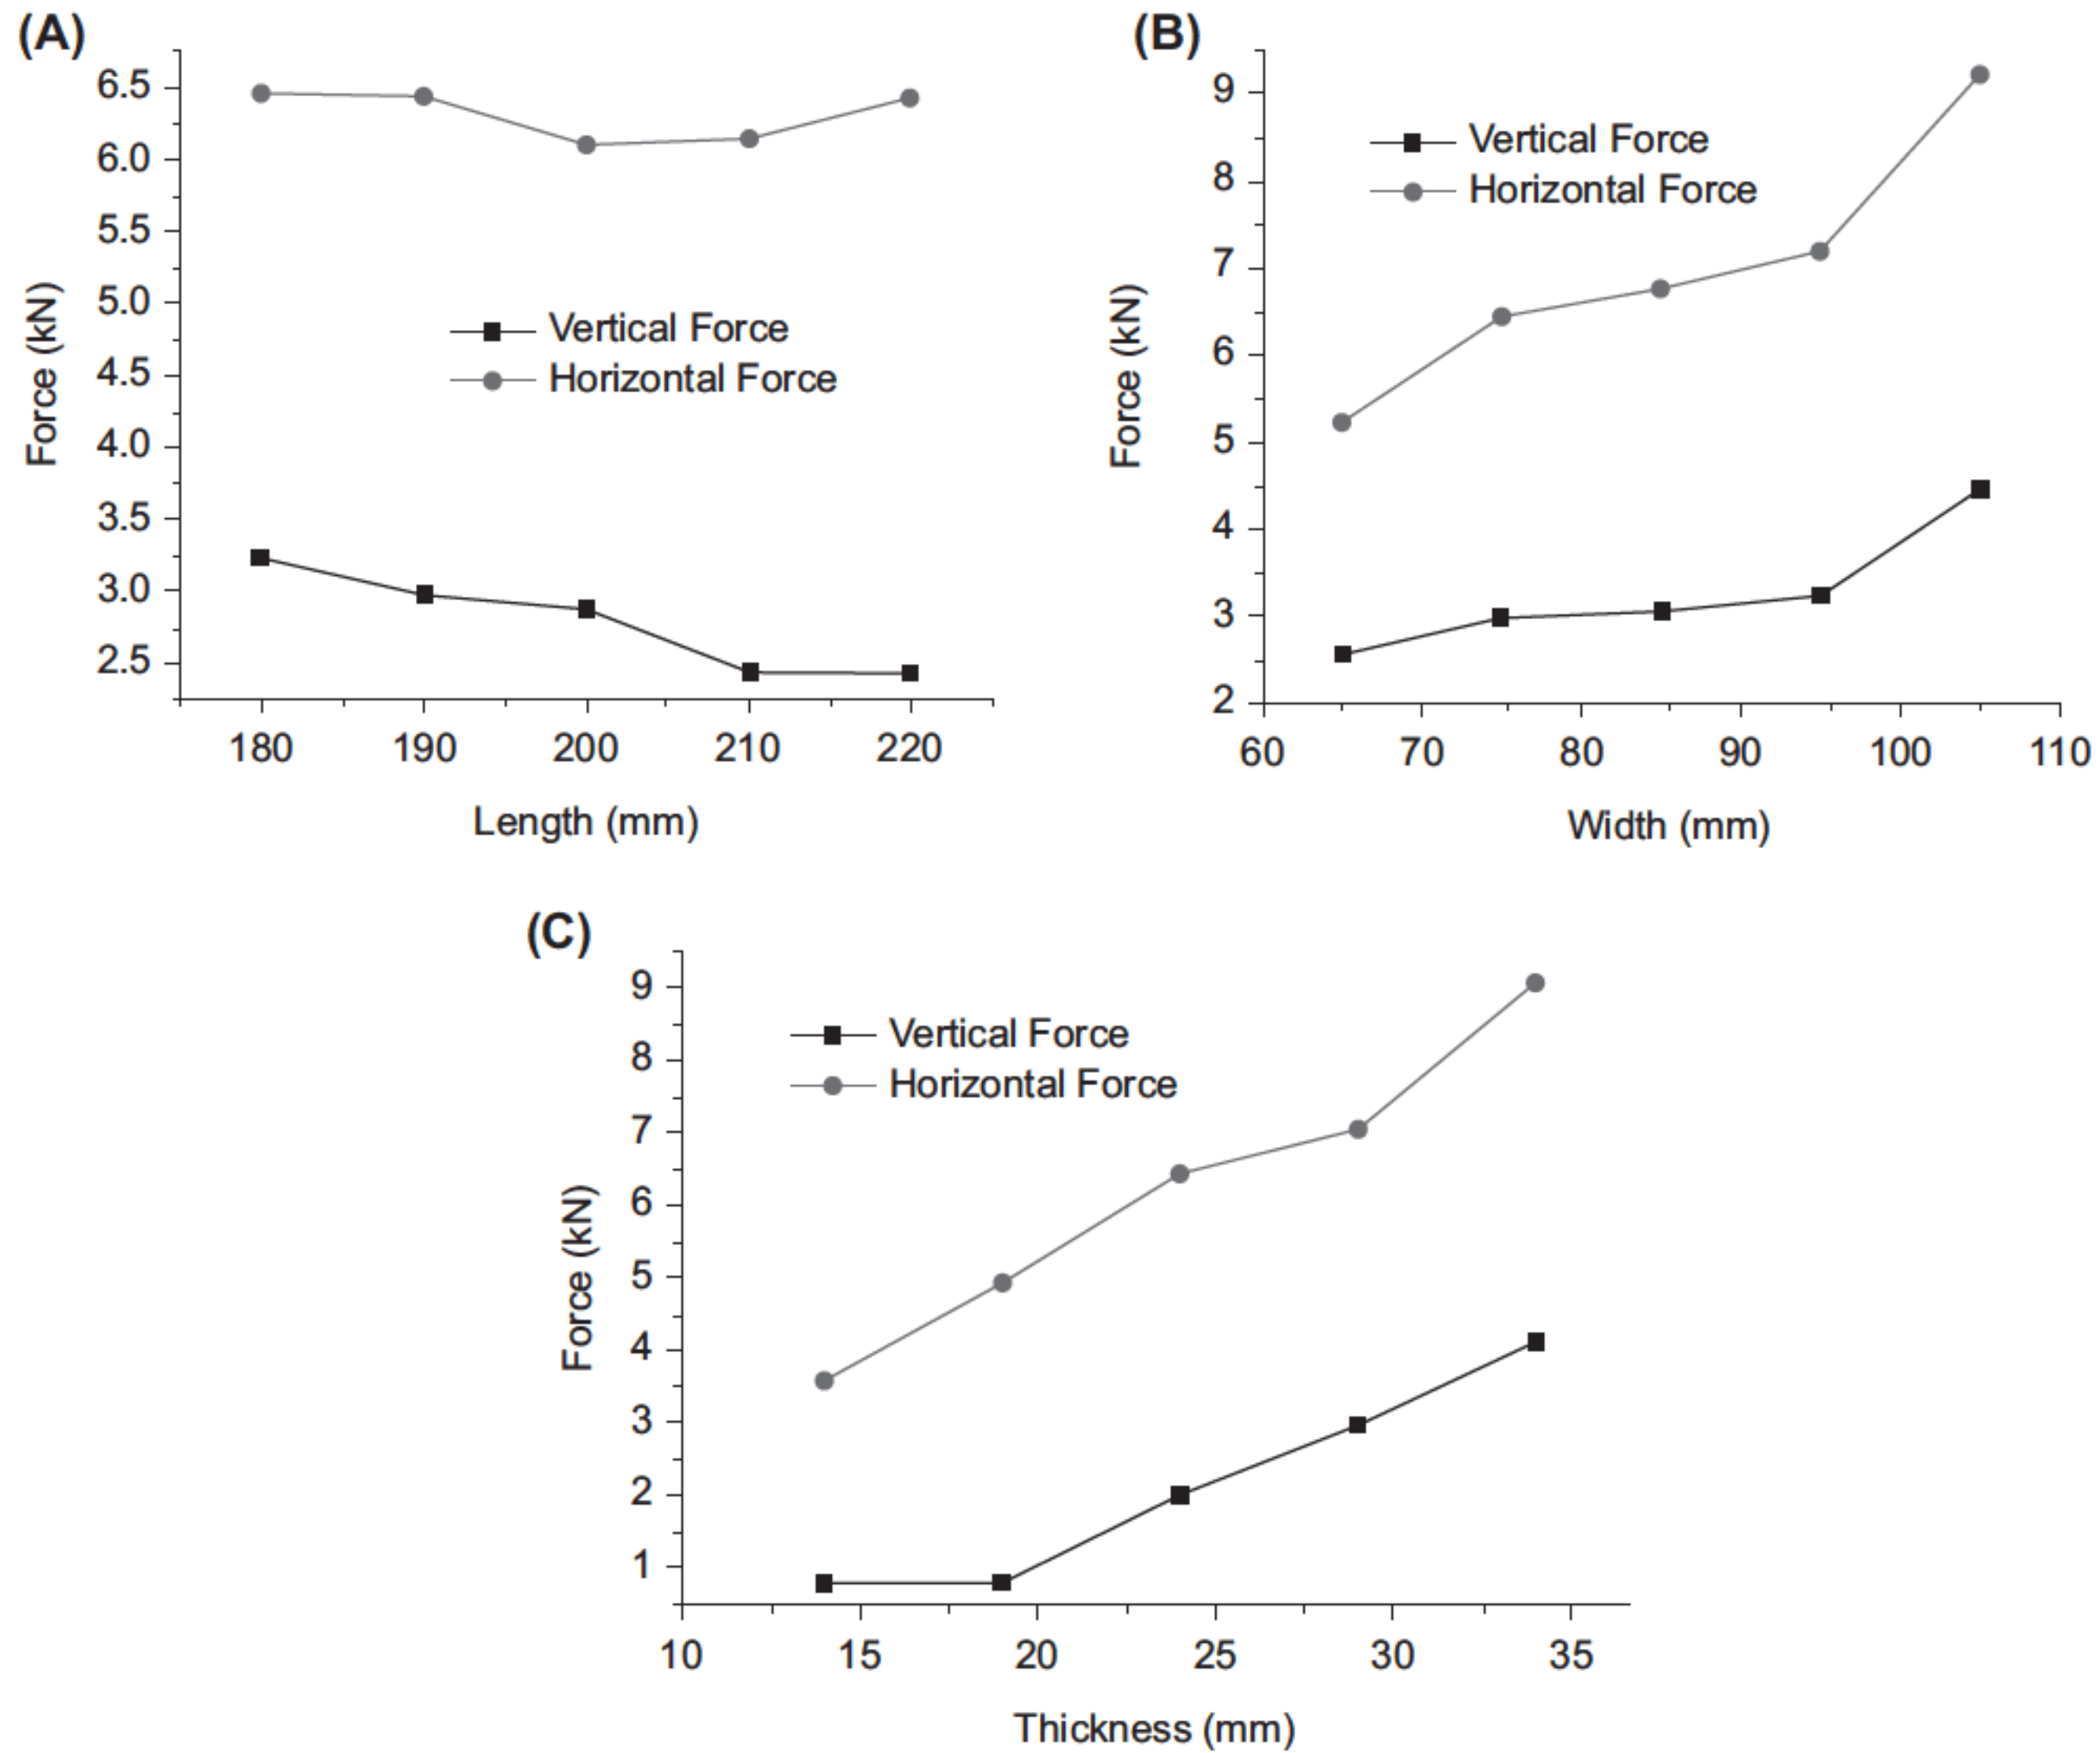 (A)
6.5
6.0
5.5
5.0
4.5
4.0
3.5
3.0
2.5
Force (kN)
Vertical Force
Horizontal Force
180 190 200 210 220
Length (mm)
(B)
9
8
7
6
5
4
3
2
Force (kN)
Vertical Force
Horizontal Force
60 70 80 90 100 110
Width (mm)
(C)
9
8
7
6
5
4
3
2
1
Force (kN)
Vertical Force
Horizontal Force
10 15 20 25 30 35
Thickness (mm)